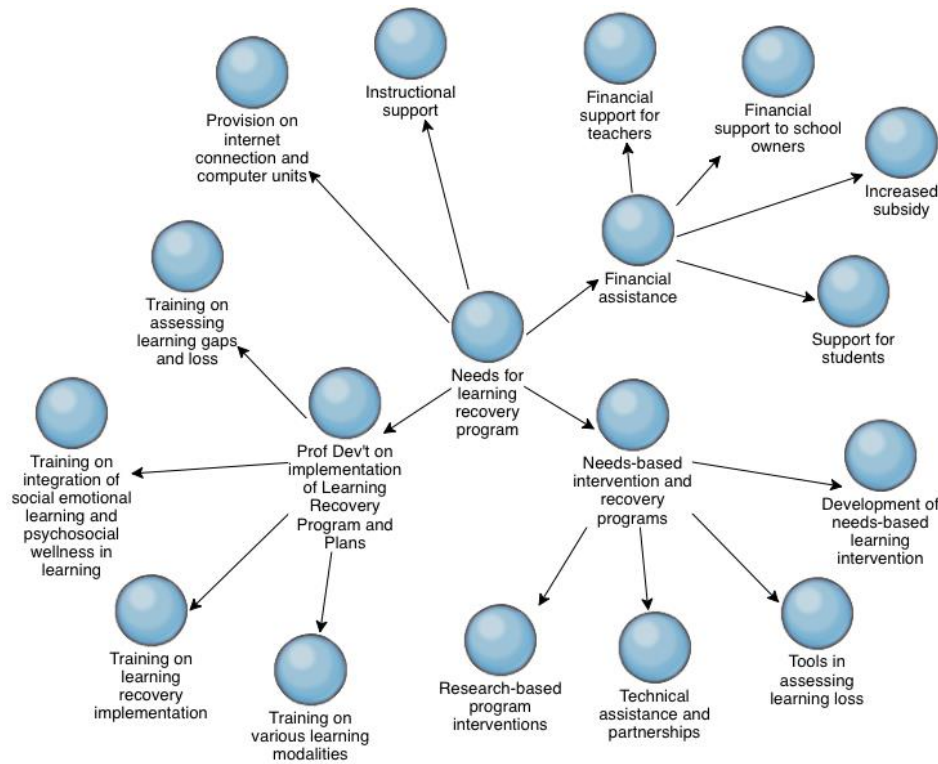 Instructional
support
Financial
support for
teachers
Financial
support to school
owners
Provision on
internet
connection and
computer units
Increased
subsidy
Training on
assessing
learning gaps
and loss
Financial
assistance
Support for
students
Needs for
learning
recovery
program
Training on
integration of
social emotional
learning and
psychosocial
wellness in
learning
Prof Dev't on
implementation
of Learning
Recovery
Program and
Plans
Needs-based
intervention and
recovery
programs
Development of
needs-based
learning
intervention
Training on
learning
recovery
implementation
Training on
various learning
modalities
Research-based
program
interventions
Technical
assistance and
partnerships
Tools in
assessing
learning loss